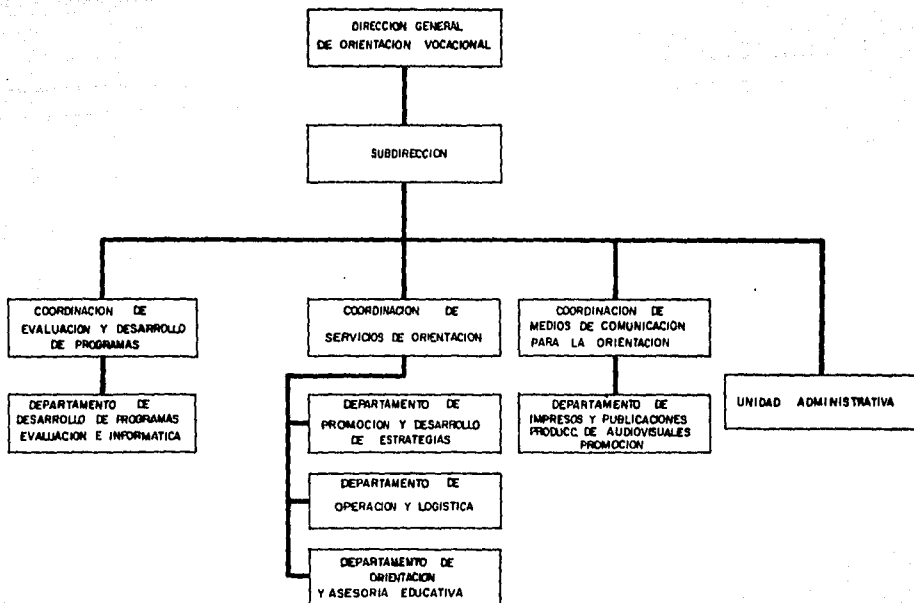 DIRECCION GENERAL
DE ORIENTACION VOCACIONAL
SUBDIRECCION
COORDINACION DE
EVALUACION Y DESARROLLO
DE PROGRAMAS
COORDINACION DE
SERVICIOS DE ORIENTACION
COORDINACION DE
MEDIOS DE COMUNICACION
PARA LA ORIENTACION
UNIDAD ADMINISTRATIVA
DEPARTAMENTO DE
DESARROLLO DE PROGRAMAS
EVALUACION E INFORMATICA
DEPARTAMENTO DE
PROMOCION Y DESARROLLO
DE ESTRATEGIAS
DEPARTAMENTO DE
OPERACION Y LOGISTICA
DEPARTAMENTO DE
ORIENTACION
Y ASESORIA EDUCATIVA
DEPARTAMENTO DE
IMPRESOS Y PUBLICACIONES
PRODUCC. DE AUDIOVISUALES
PROMOCION